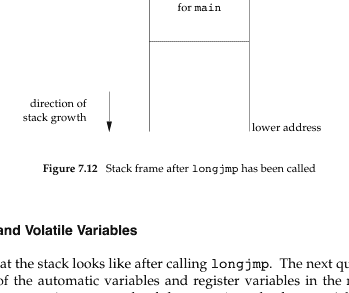 for main
direction of
stack growth
lower address
Figure 7.12 Stack frame after longjmp has been called
and Volatile Variables
at the stack looks like after calling longjmp. The next qu
of the automatic variables and register variables in the